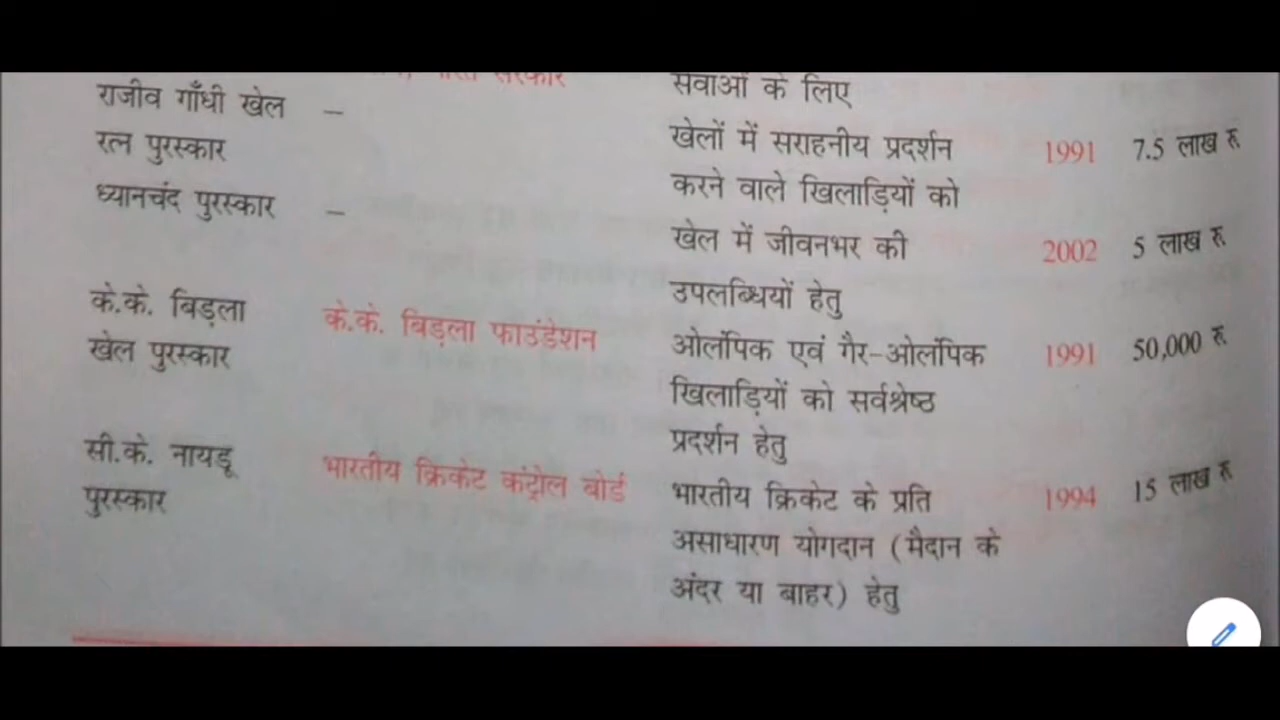 सरकार
सेवाओं के लिए
राजीव गाँधी खेल –
रत्न पुरस्कार
खेलों में सराहनीय प्रदर्शन 1991 7.5 लाख रु
करने वाले खिलाड़ियों को
ध्यानचंद पुरस्कार –
खेल में जीवनभर की 2002 5 लाख रु
उपलब्धियों हेतु
के.के. बिड़ला के.के. बिड़ला फाउंडेशन
खेल पुरस्कार
ओलंपिक एवं गैर-ओलंपिक 1991 50,000 रु
खिलाड़ियों को सर्वश्रेष्ठ
प्रदर्शन हेतु
सी.के. नायडू भारतीय क्रिकेट कंट्रोल बोर्ड
पुरस्कार
भारतीय क्रिकेट के प्रति 1994 15 लाख रु
असाधारण योगदान (मैदान के
अंदर या बाहर) हेतु